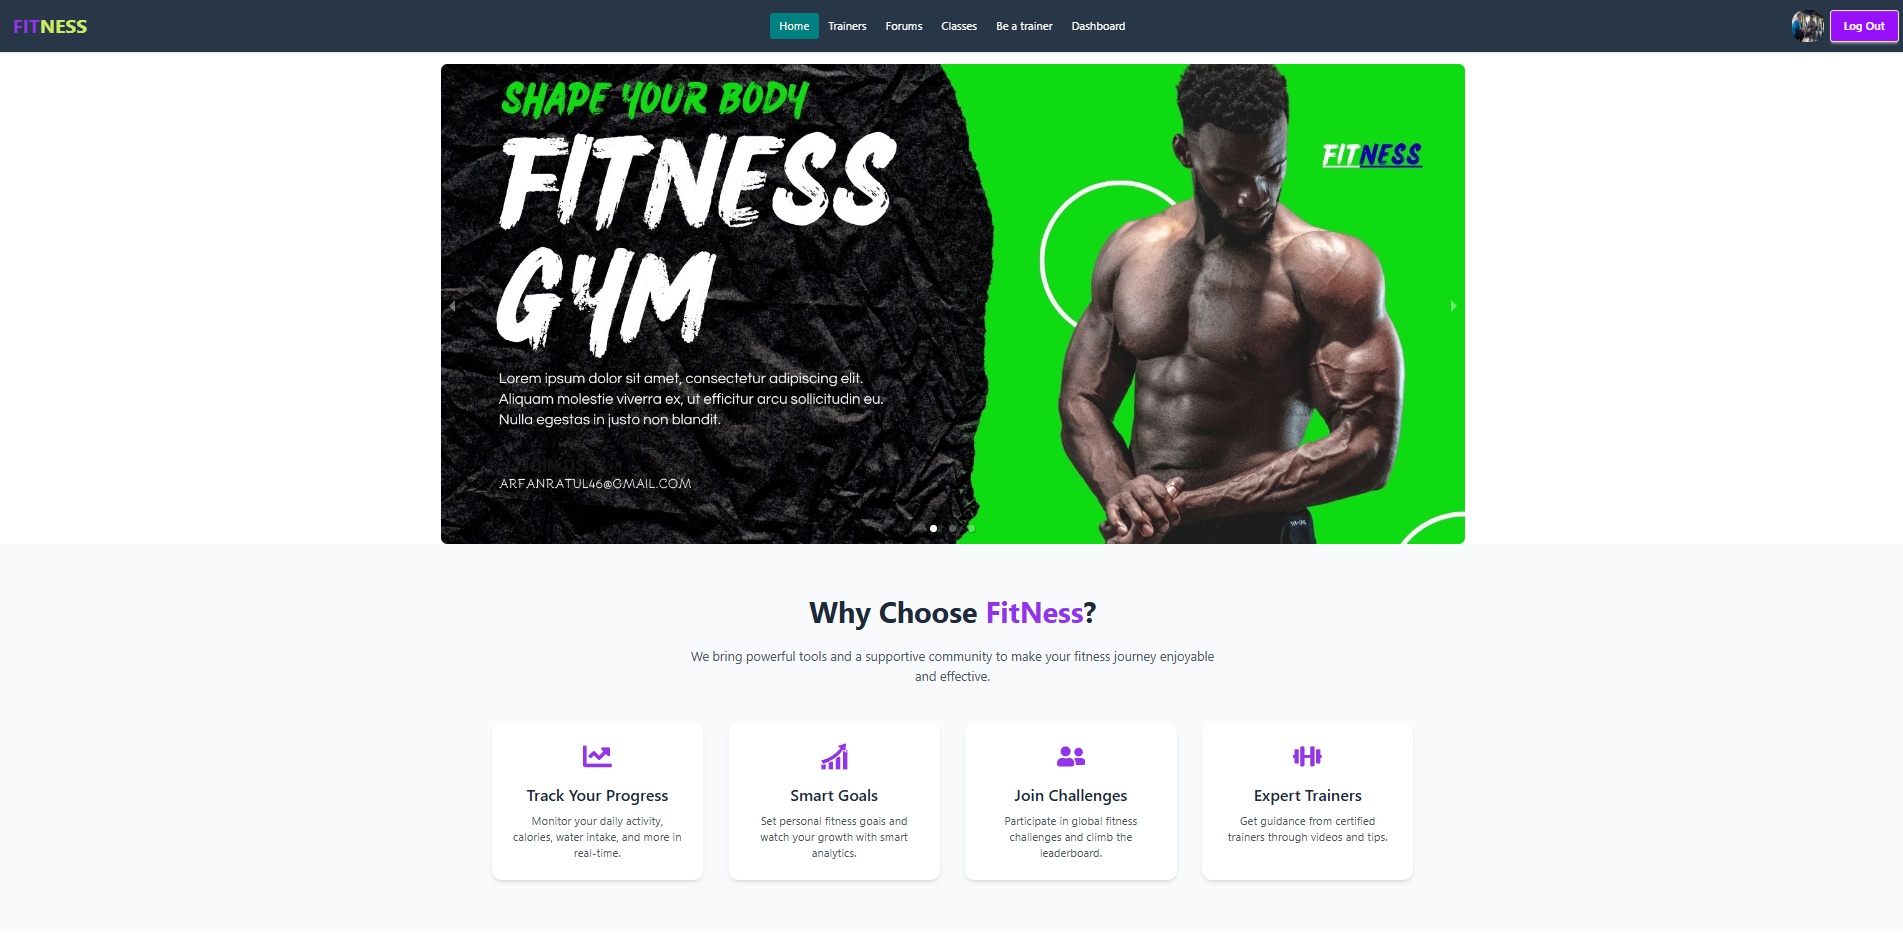 FITNESS
Home Trainers Forums Classes Be a trainer Dashboard
Log Out
SHAPE YOUR BODY
FITNESS
GYM
FITNESS
Lorem ipsum dolor sit amet, consectetur adipiscing elit.
Aliquam molestie viverra ex, ut efficitur arcu sollicitudin eu.
Nulla egestas in justo non blandit.
ARFANRATUL46@GMAIL.COM
Why Choose FitNess?
We bring powerful tools and a supportive community to make your fitness journey enjoyable
and effective.
Track Your Progress
Monitor your daily activity,
calories, water intake, and more in
real-time.
Smart Goals
Set personal fitness goals and
watch your growth with smart
analytics.
Join Challenges
Participate in global fitness
challenges and climb the
leaderboard.
Expert Trainers
Get guidance from certified
trainers through videos and tips.